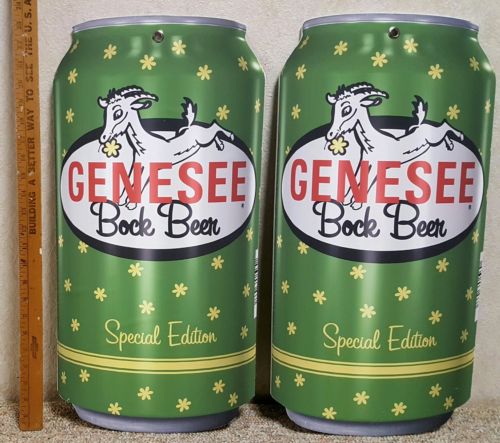 BUILDING A BETTER WAY TO SEE THE U.S.A.
GENESEE
Bock Beer
Special Edition
GENESEE
Bock Beer
Special Edition